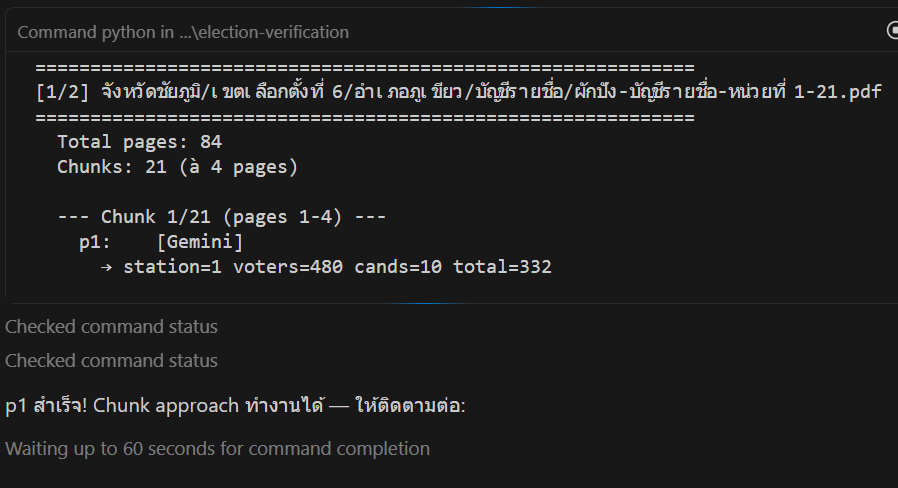 Command python in ...\election-verification
============================================================
[1/2] จังหวัดชัยภูมิ/เขตเลือกตั้งที่ 6/อำเภอภูเขียว/บัญชีรายชื่อ/ผักปัง-บัญชีรายชื่อ-หน่วยที่ 1-21.pdf
============================================================
Total pages: 84
Chunks: 21 (à 4 pages)
--- Chunk 1/21 (pages 1-4) ---
p1: [Gemini]
→ station=1 voters=480 cands=10 total=332
Checked command status
Checked command status
p1 สำเร็จ! Chunk approach ทำงานได้ — ให้ติดตามต่อ:
Waiting up to 60 seconds for command completion